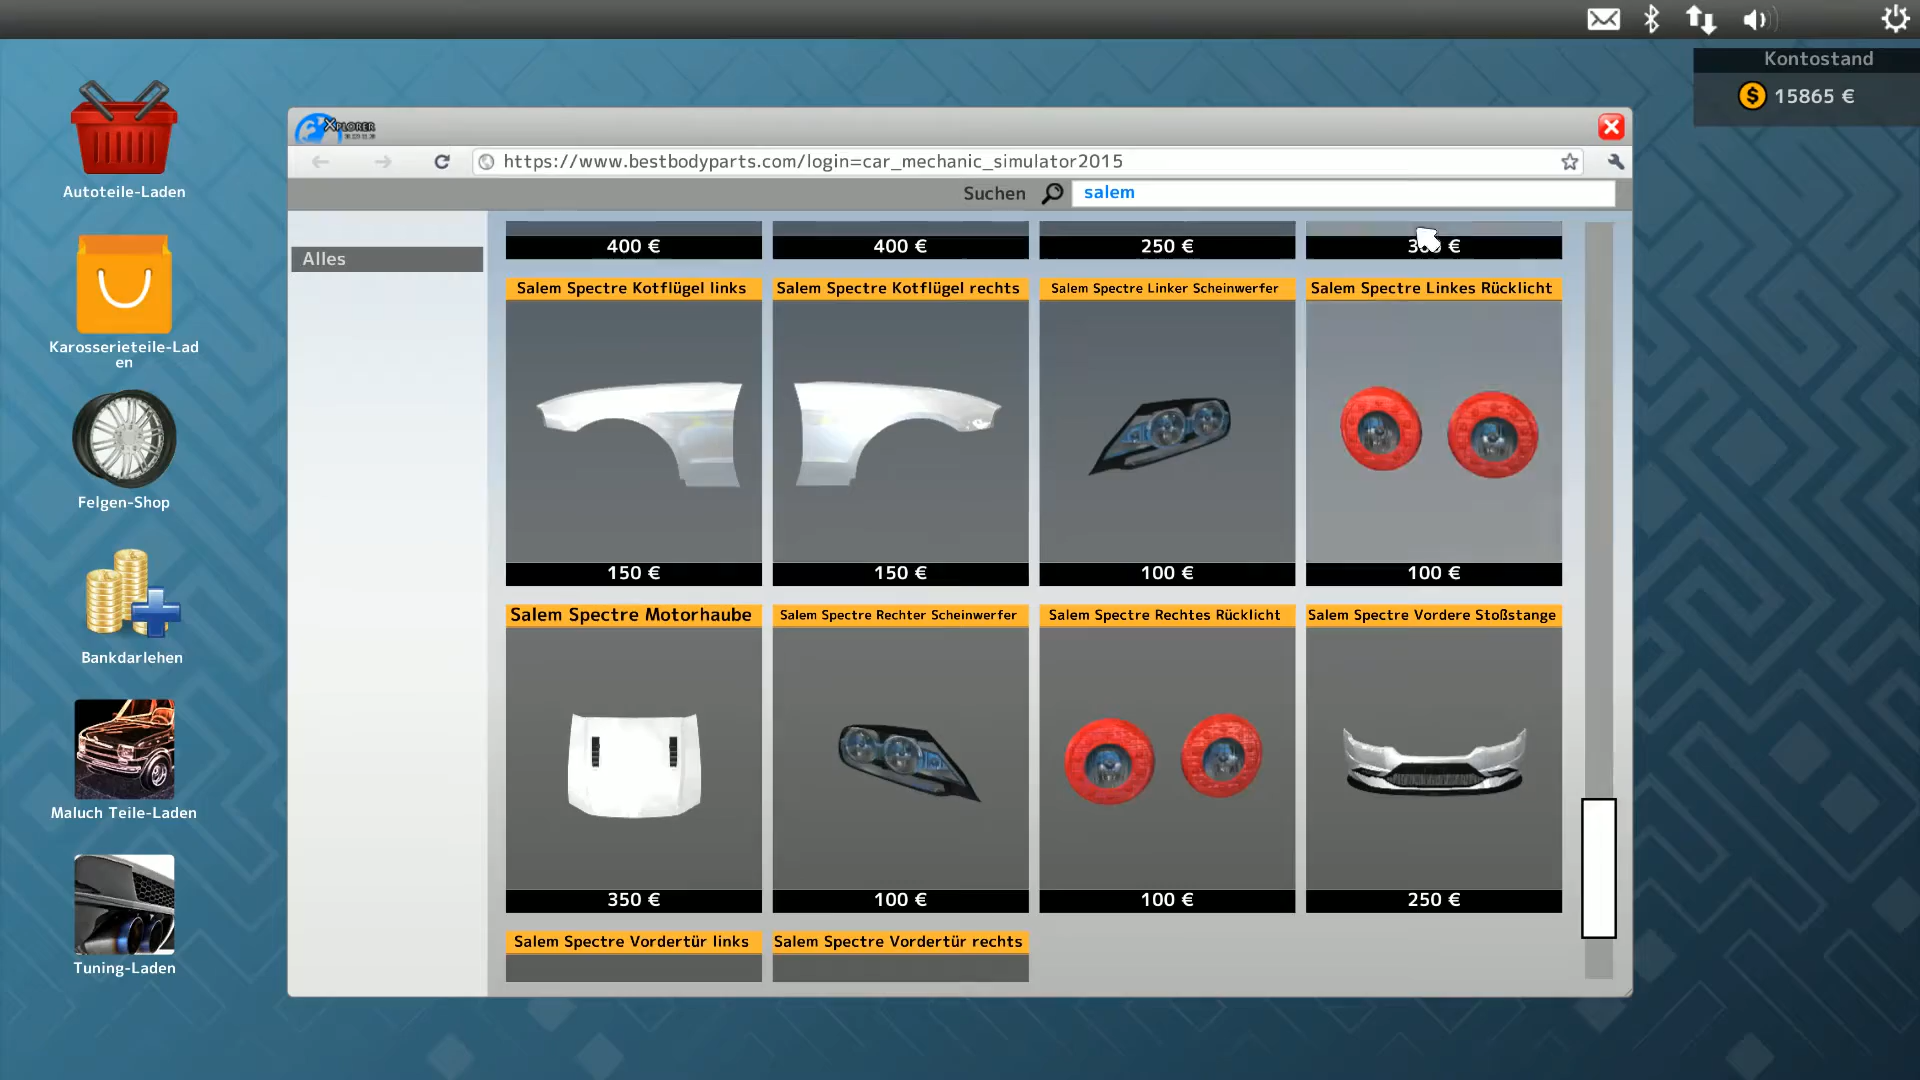 Kontostand
15865 €
Autoteile-Laden
Karosserieteile-Lad
en
Felgen-Shop
Bankdarlehen
Maluch Teile-Laden
Tuning-Laden
XPLORER
https://www.bestbodyparts.com/login=car_mechanic_simulator2015
Suchen salem
Alles
400 € 400 € 250 € €
Salem Spectre Kotflügel links Salem Spectre Kotflügel rechts Salem Spectre Linker Scheinwerfer Salem Spectre Linkes Rücklicht
150 € 150 € 100 € 100 €
Salem Spectre Motorhaube Salem Spectre Rechter Scheinwerfer Salem Spectre Rechtes Rücklicht Salem Spectre Vordere Stoßstange
350 € 100 € 100 € 250 €
Salem Spectre Vordertür links Salem Spectre Vordertür rechts